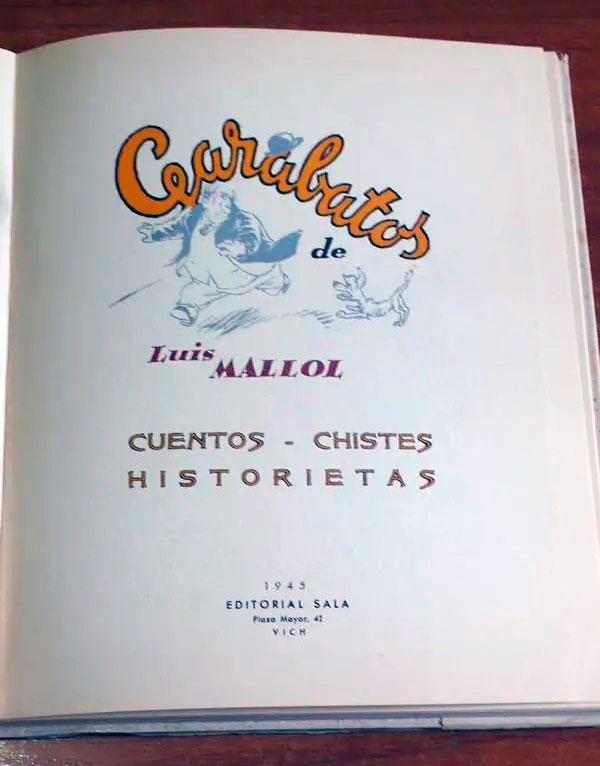 Garabatos
de
Luis MALLOL
CUENTOS - CHISTES
HISTORIETAS
1945
EDITORIAL SALA
Plaza Mayor, 42
VICH